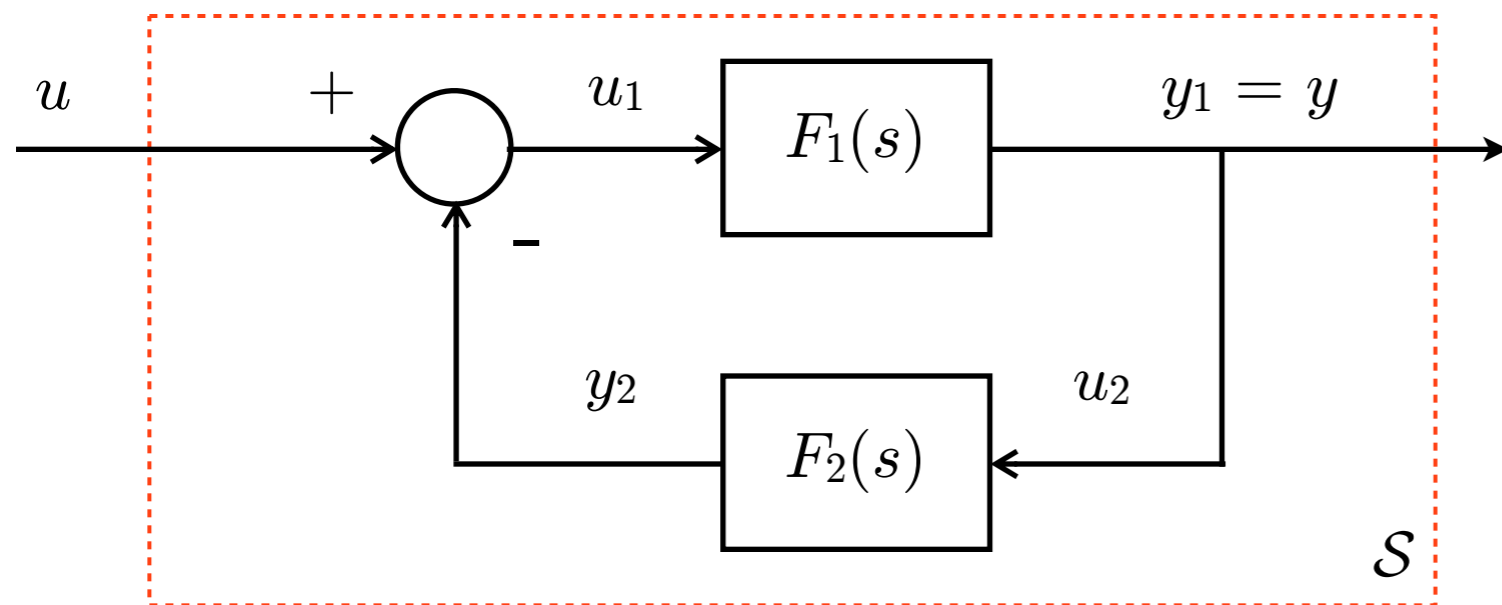 u
+
u₁
F₁(s)
y₁ = y
-
y₂
F₂(s)
u₂
𝒮